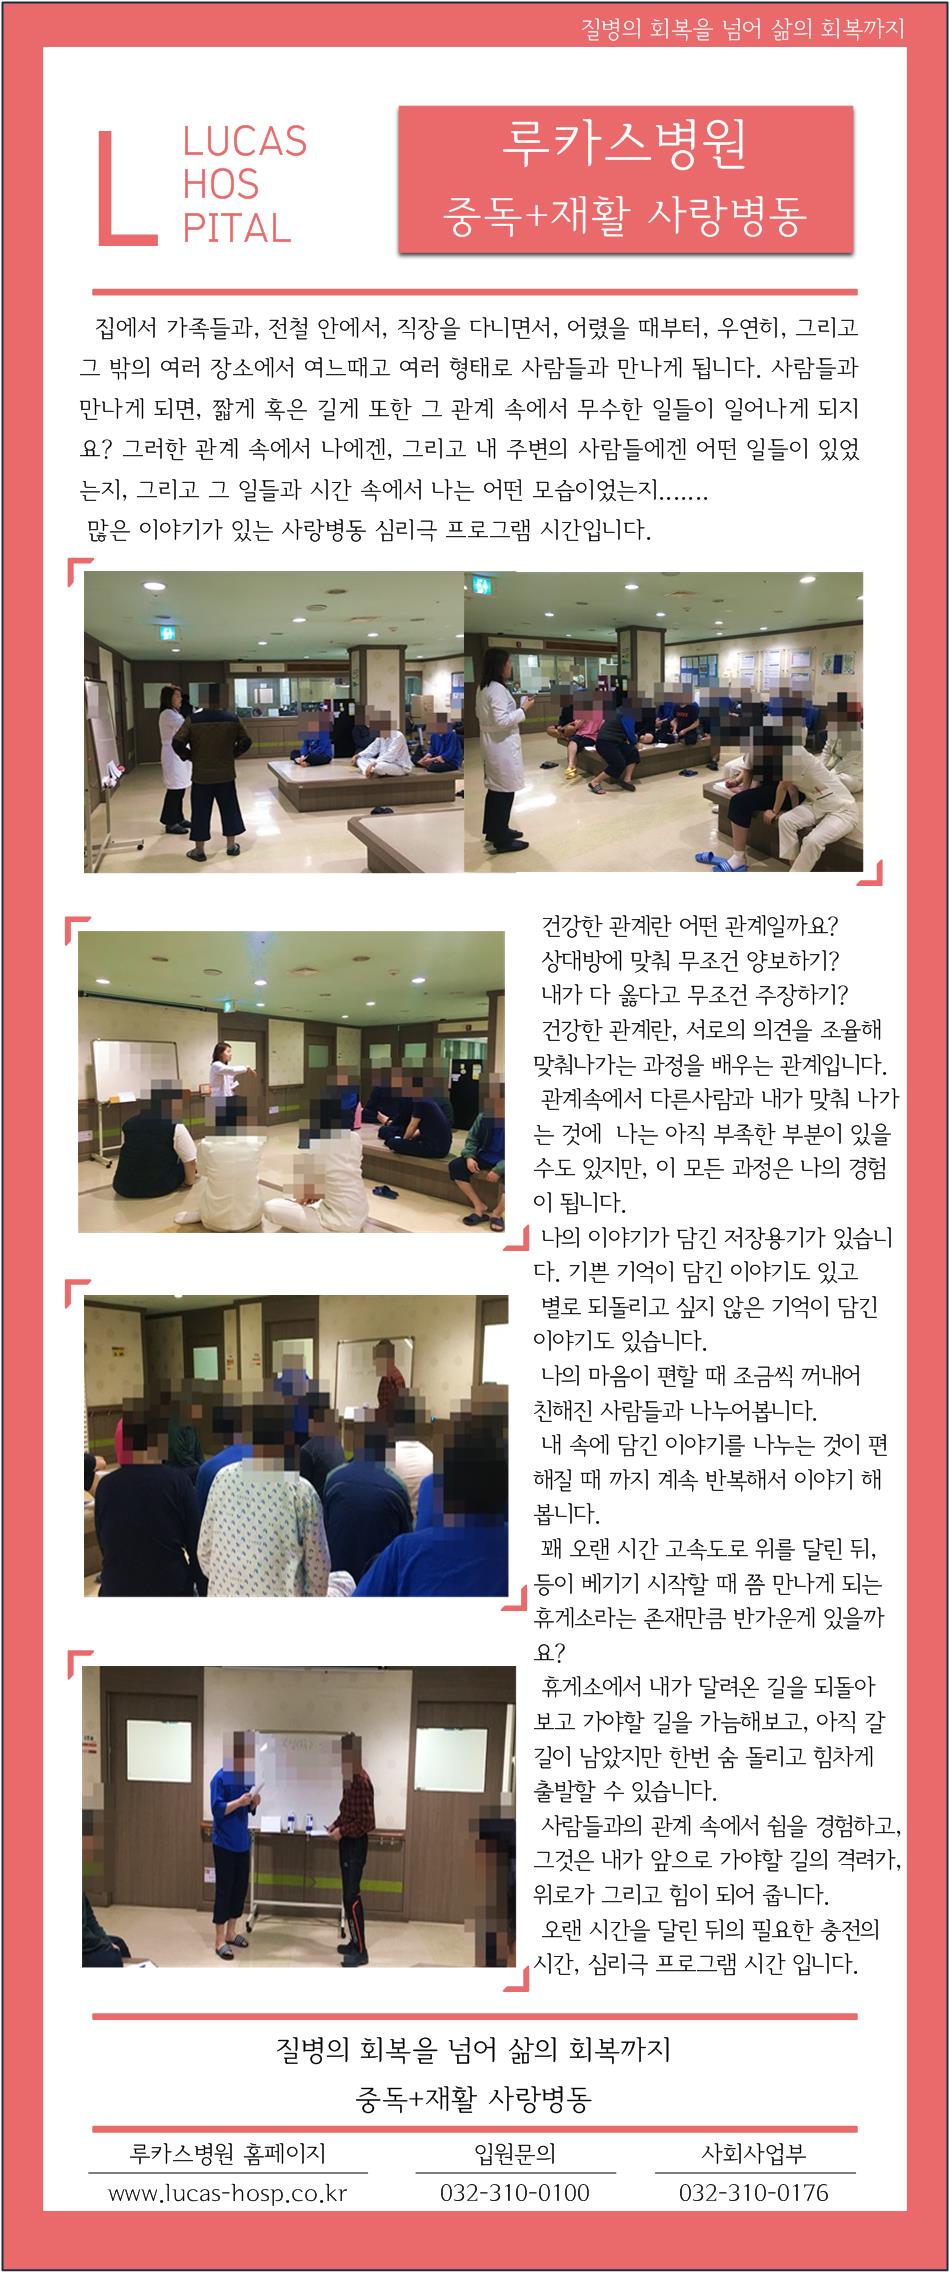 질병의 회복을 넘어 삶의 회복까지
L
LUCAS
HOS
PITAL
루카스병원
중독+재활 사랑병동
집에서 가족들과, 전철 안에서, 직장을 다니면서, 어렸을 때부터, 우연히, 그리고
그 밖의 여러 장소에서 여느때고 여러 형태로 사람들과 만나게 됩니다. 사람들과
만나게 되면, 짧게 혹은 길게 또한 그 관계 속에서 무수한 일들이 일어나게 되지
요? 그러한 관계 속에서 나에겐, 그리고 내 주변의 사람들에겐 어떤 일들이 있었
는지, 그리고 그 일들과 시간 속에서 나는 어떤 모습이었는지.......
많은 이야기가 있는 사랑병동 심리극 프로그램 시간입니다.
건강한 관계란 어떤 관계일까요?
상대방에 맞춰 무조건 양보하기?
내가 다 옳다고 무조건 주장하기?
건강한 관계란, 서로의 의견을 조율해
맞춰나가는 과정을 배우는 관계입니다.
관계속에서 다른사람과 내가 맞춰 나가
는 것에 나는 아직 부족한 부분이 있을
수도 있지만, 이 모든 과정은 나의 경험
이 됩니다.
나의 이야기가 담긴 저장용기가 있습니
다. 기쁜 기억이 담긴 이야기도 있고
별로 되돌리고 싶지 않은 기억이 담긴
이야기도 있습니다.
나의 마음이 편할 때 조금씩 꺼내어
친해진 사람들과 나누어봅니다.
내 속에 담긴 이야기를 나누는 것이 편
해질 때 까지 계속 반복해서 이야기 해
봅니다.
꽤 오랜 시간 고속도로 위를 달린 뒤,
등이 베기기 시작할 때 쯤 만나게 되는
휴게소라는 존재만큼 반가운게 있을까
요?
휴게소에서 내가 달려온 길을 되돌아
보고 가야할 길을 가늠해보고, 아직 갈
길이 남았지만 한번 숨 돌리고 힘차게
출발할 수 있습니다.
사람들과의 관계 속에서 쉼을 경험하고,
그것은 내가 앞으로 가야할 길의 격려가,
위로가 그리고 힘이 되어 줍니다.
오랜 시간을 달린 뒤의 필요한 충전의
시간, 심리극 프로그램 시간 입니다.
질병의 회복을 넘어 삶의 회복까지
중독+재활 사랑병동
루카스병원 홈페이지 입원문의 사회사업부
www.lucas-hosp.co.kr 032-310-0100 032-310-0176